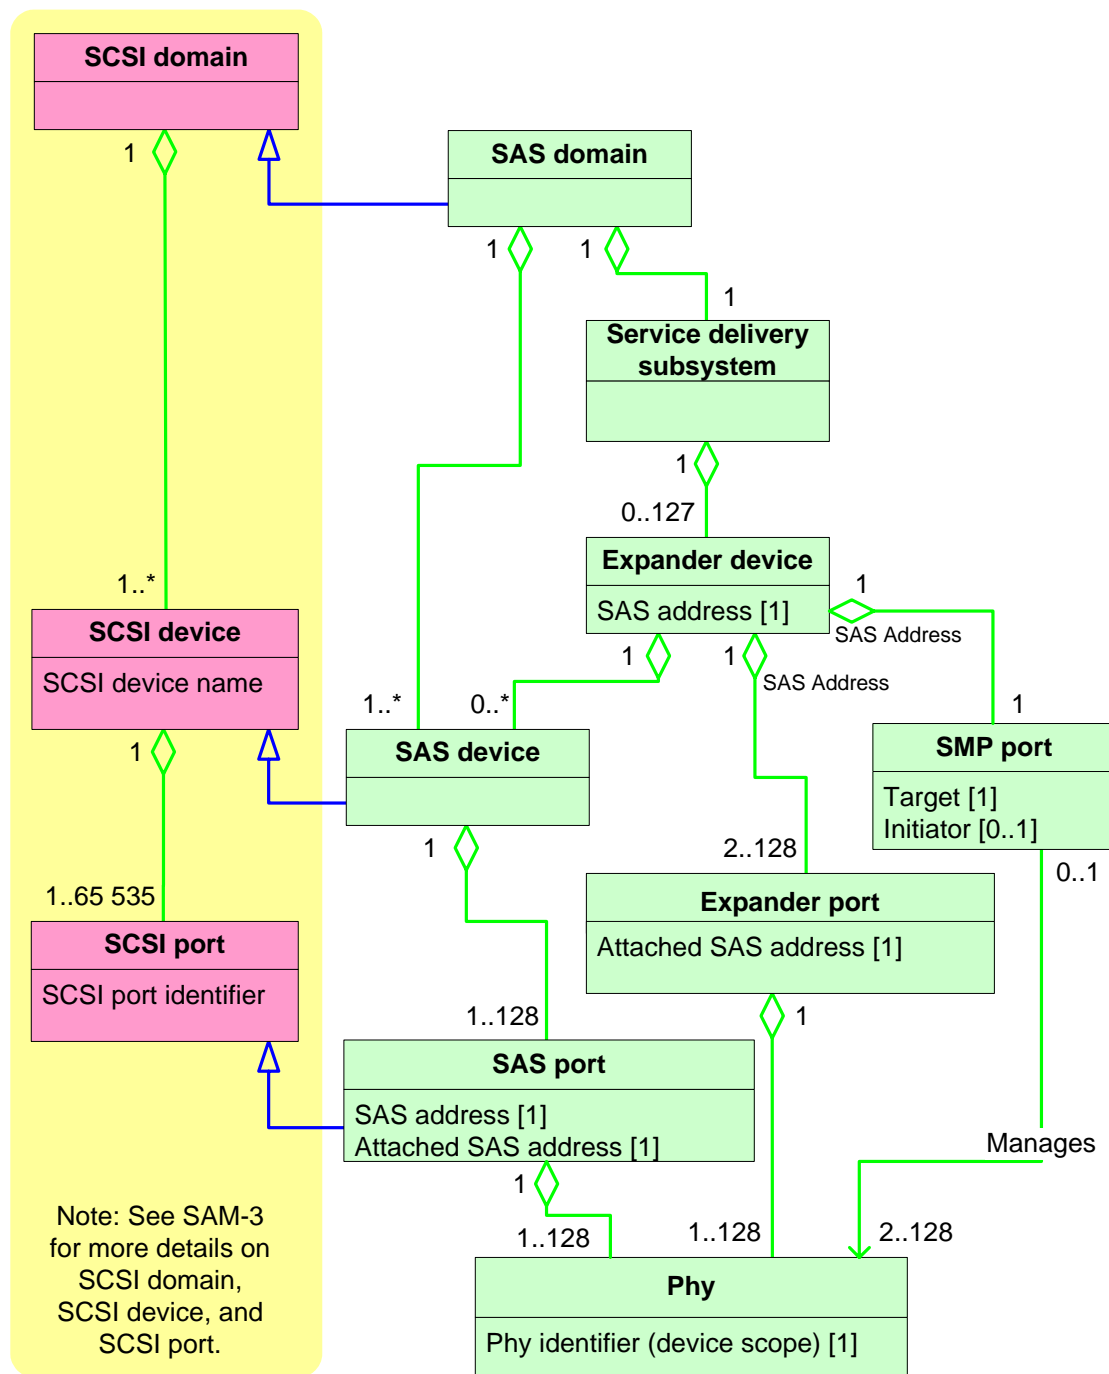 SCSI domain
1
SAS domain
1
1
1
Service delivery
subsystem
1
0..127
Expander device
SAS address [1]
1
SAS Address
1
1
SAS Address
1..*
SCSI device
SCSI device name
1
1..*
0..*
SAS device
1
1
SMP port
Target [1]
Initiator [0..1]
0..1
2..128
Expander port
Attached SAS address [1]
1
1..65 535
SCSI port
SCSI port identifier
1..128
SAS port
SAS address [1]
Attached SAS address [1]
1
Manages
1..128
1..128
2..128
Phy
Phy identifier (device scope) [1]
Note: See SAM-3
for more details on
SCSI domain,
SCSI device, and
SCSI port.